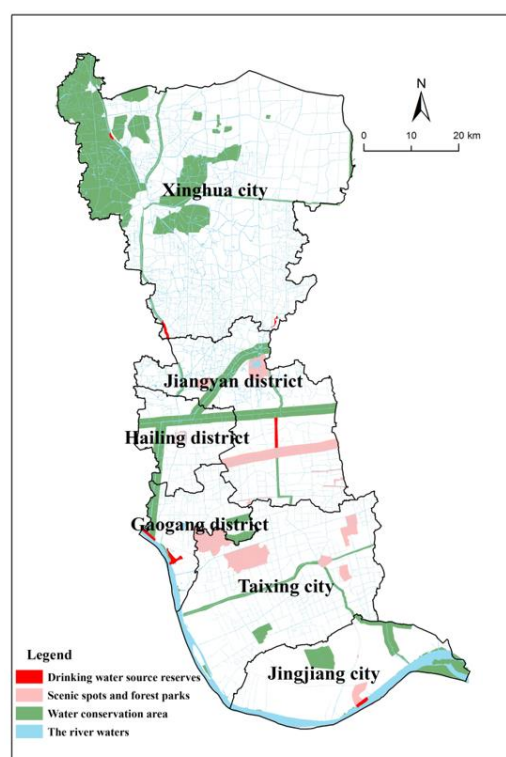 N
0 10 20 km
Xinghua city
Jiangyan district
Hailing district
Gaogang district
Taixing city
Jingjiang city
Legend
Drinking water source reserves
Scenic spots and forest parks
Water conservation area
The river waters